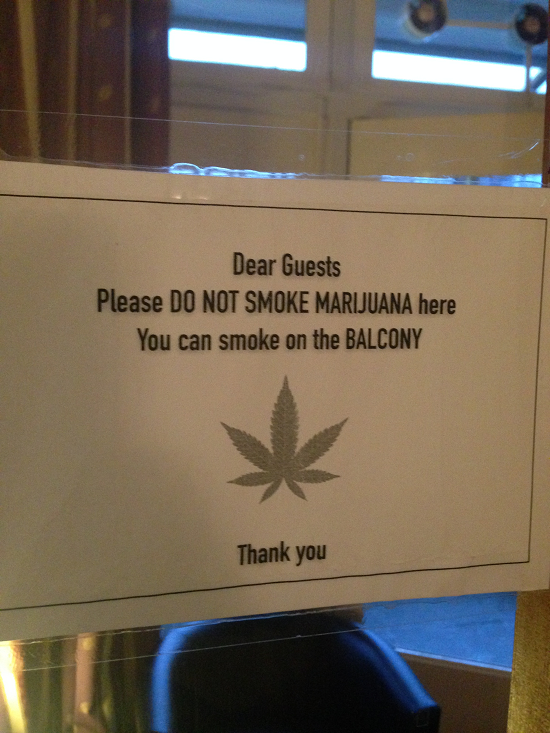 Dear Guests
Please DO NOT SMOKE MARIJUANA here
You can smoke on the BALCONY
Thank you